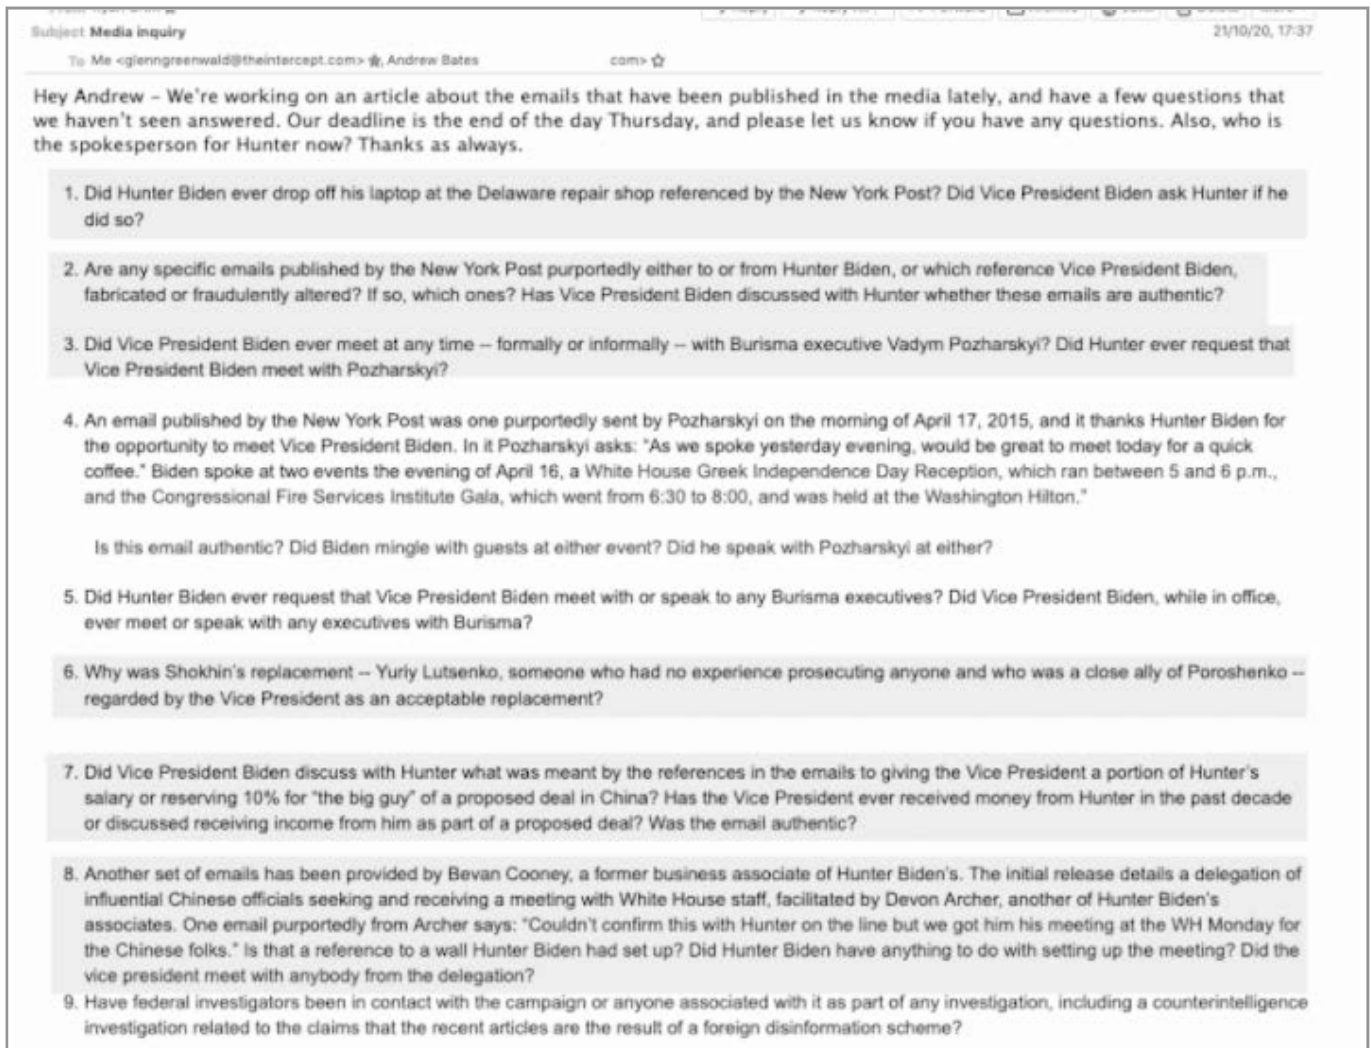 Subject Media inquiry
21/10/20, 17:37
To Me <glenngreenwald@theintercept.com> ☆, Andrew Bates com> ☆
Hey Andrew – We're working on an article about the emails that have been published in the media lately, and have a few questions that
we haven't seen answered. Our deadline is the end of the day Thursday, and please let us know if you have any questions. Also, who is
the spokesperson for Hunter now? Thanks as always.
1. Did Hunter Biden ever drop off his laptop at the Delaware repair shop referenced by the New York Post? Did Vice President Biden ask Hunter if he
did so?
2. Are any specific emails published by the New York Post purportedly either to or from Hunter Biden, or which reference Vice President Biden,
fabricated or fraudulently altered? If so, which ones? Has Vice President Biden discussed with Hunter whether these emails are authentic?
3. Did Vice President Biden ever meet at any time -- formally or informally -- with Burisma executive Vadym Pozharskyi? Did Hunter ever request that
Vice President Biden meet with Pozharskyi?
4. An email published by the New York Post was one purportedly sent by Pozharskyi on the morning of April 17, 2015, and it thanks Hunter Biden for
the opportunity to meet Vice President Biden. In it Pozharskyi asks: "As we spoke yesterday evening, would be great to meet today for a quick
coffee." Biden spoke at two events the evening of April 16, a White House Greek Independence Day Reception, which ran between 5 and 6 p.m.,
and the Congressional Fire Services Institute Gala, which went from 6:30 to 8:00, and was held at the Washington Hilton."
Is this email authentic? Did Biden mingle with guests at either event? Did he speak with Pozharskyi at either?
5. Did Hunter Biden ever request that Vice President Biden meet with or speak to any Burisma executives? Did Vice President Biden, while in office,
ever meet or speak with any executives with Burisma?
6. Why was Shokhin's replacement -- Yuriy Lutsenko, someone who had no experience prosecuting anyone and who was a close ally of Poroshenko --
regarded by the Vice President as an acceptable replacement?
7. Did Vice President Biden discuss with Hunter what was meant by the references in the emails to giving the Vice President a portion of Hunter's
salary or reserving 10% for "the big guy" of a proposed deal in China? Has the Vice President ever received money from Hunter in the past decade
or discussed receiving income from him as part of a proposed deal? Was the email authentic?
8. Another set of emails has been provided by Bevan Cooney, a former business associate of Hunter Biden's. The initial release details a delegation of
influential Chinese officials seeking and receiving a meeting with White House staff, facilitated by Devon Archer, another of Hunter Biden's
associates. One email purportedly from Archer says: "Couldn't confirm this with Hunter on the line but we got him his meeting at the WH Monday for
the Chinese folks." Is that a reference to a wall Hunter Biden had set up? Did Hunter Biden have anything to do with setting up the meeting? Did the
vice president meet with anybody from the delegation?
9. Have federal investigators been in contact with the campaign or anyone associated with it as part of any investigation, including a counterintelligence
investigation related to the claims that the recent articles are the result of a foreign disinformation scheme?